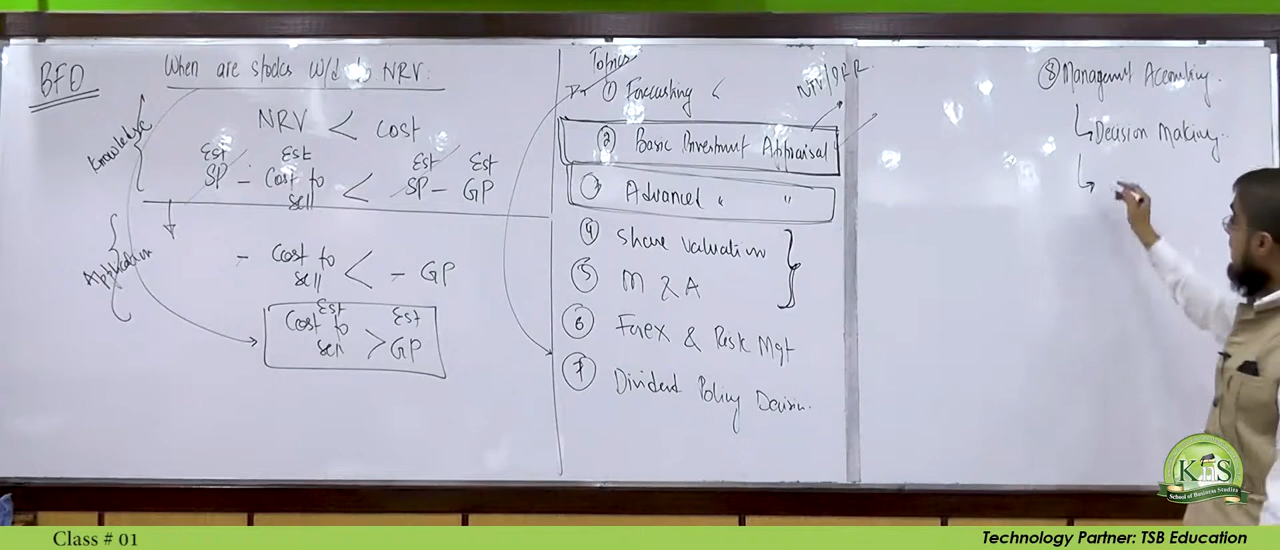 BFD
When are stocks W/d to NRV.
Knowledge
NRV < cost
Est Est Est Est
SP - Cost to sell < SP - GP
Application
- Cost to sell < - GP
Est Est
Cost to sell > GP
Topics
① Forecasting <
NPV/IRR.
② Basic Investment Appraisal
③ Advanced " "
④ Share Valuation
⑤ M & A
⑥ Forex & Risk Mgt
⑦ Dividend Policy Decision.
⑧ Management Accounting.
Decision Making.
KnS
School of Business Studies
Class # 01
Technology Partner: TSB Education